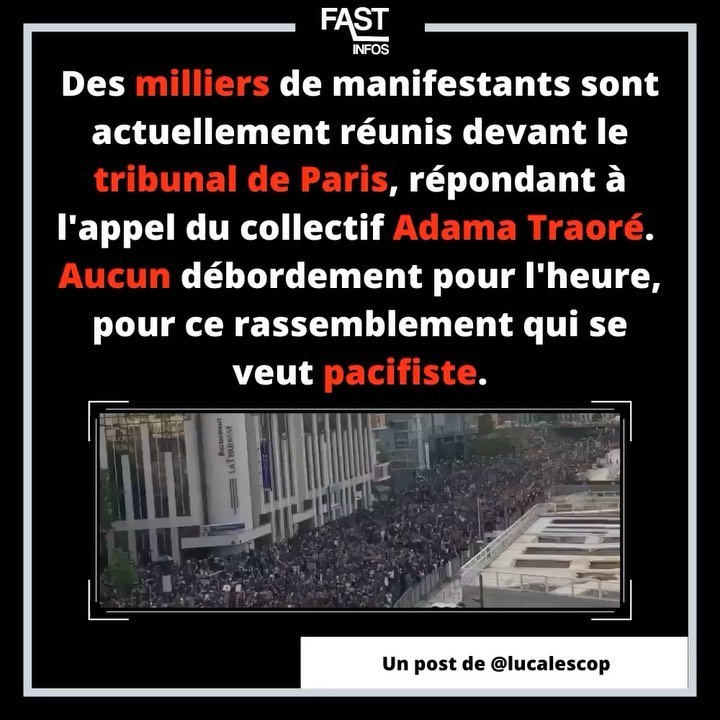 FAST
INFOS
Des milliers de manifestants sont
actuellement réunis devant le
tribunal de Paris, répondant à
l'appel du collectif Adama Traoré.
Aucun débordement pour l'heure,
pour ce rassemblement qui se
veut pacifiste.
RESTAURANT
LA TERRASSE
Un post de @lucalescop